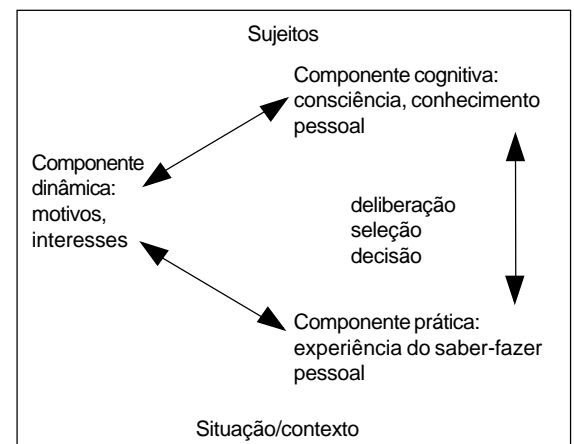 Sujeitos
Componente cognitiva:
consciência, conhecimento
pessoal
Componente
dinâmica:
motivos,
interesses
deliberação
seleção
decisão
Componente prática:
experiência do saber-fazer
pessoal
Situação/contexto